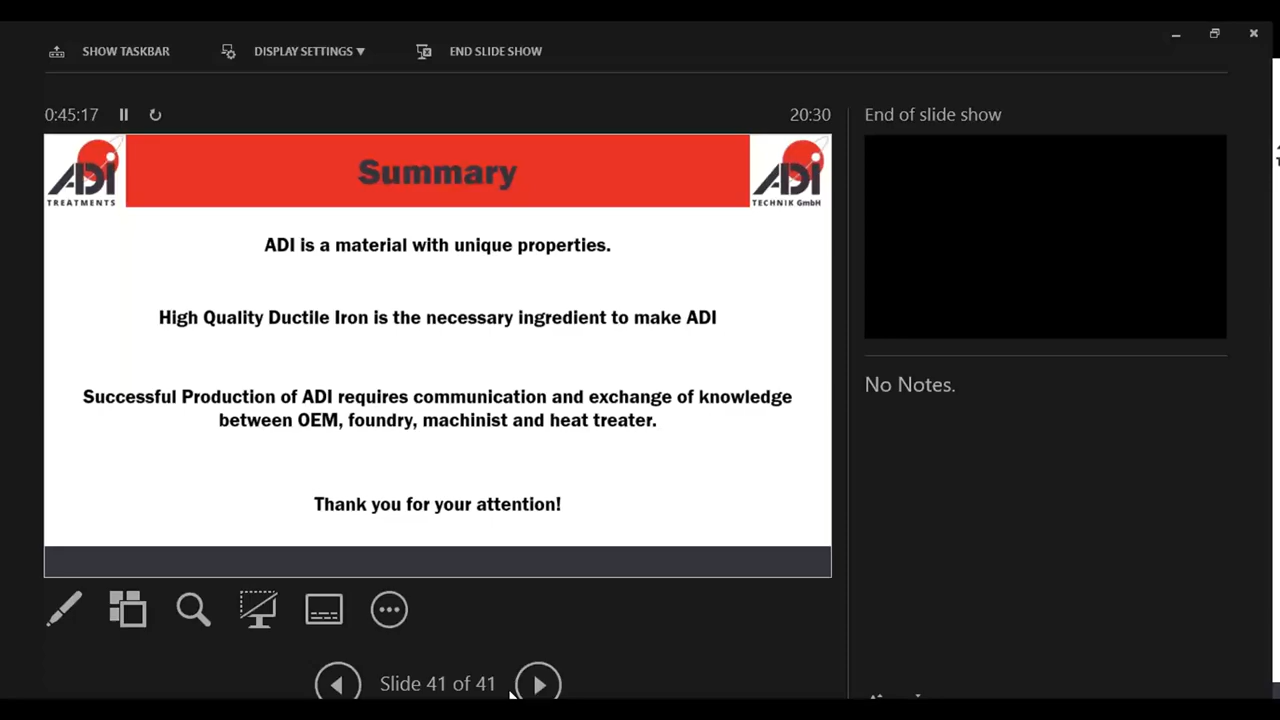 SHOW TASKBAR
DISPLAY SETTINGS ▼
END SLIDE SHOW
0:45:17
20:30
End of slide show
ADI
TREATMENTS
Summary
ADI
TECHNIK GmbH
ADI is a material with unique properties.
High Quality Ductile Iron is the necessary ingredient to make ADI
Successful Production of ADI requires communication and exchange of knowledge
between OEM, foundry, machinist and heat treater.
Thank you for your attention!
No Notes.
Slide 41 of 41